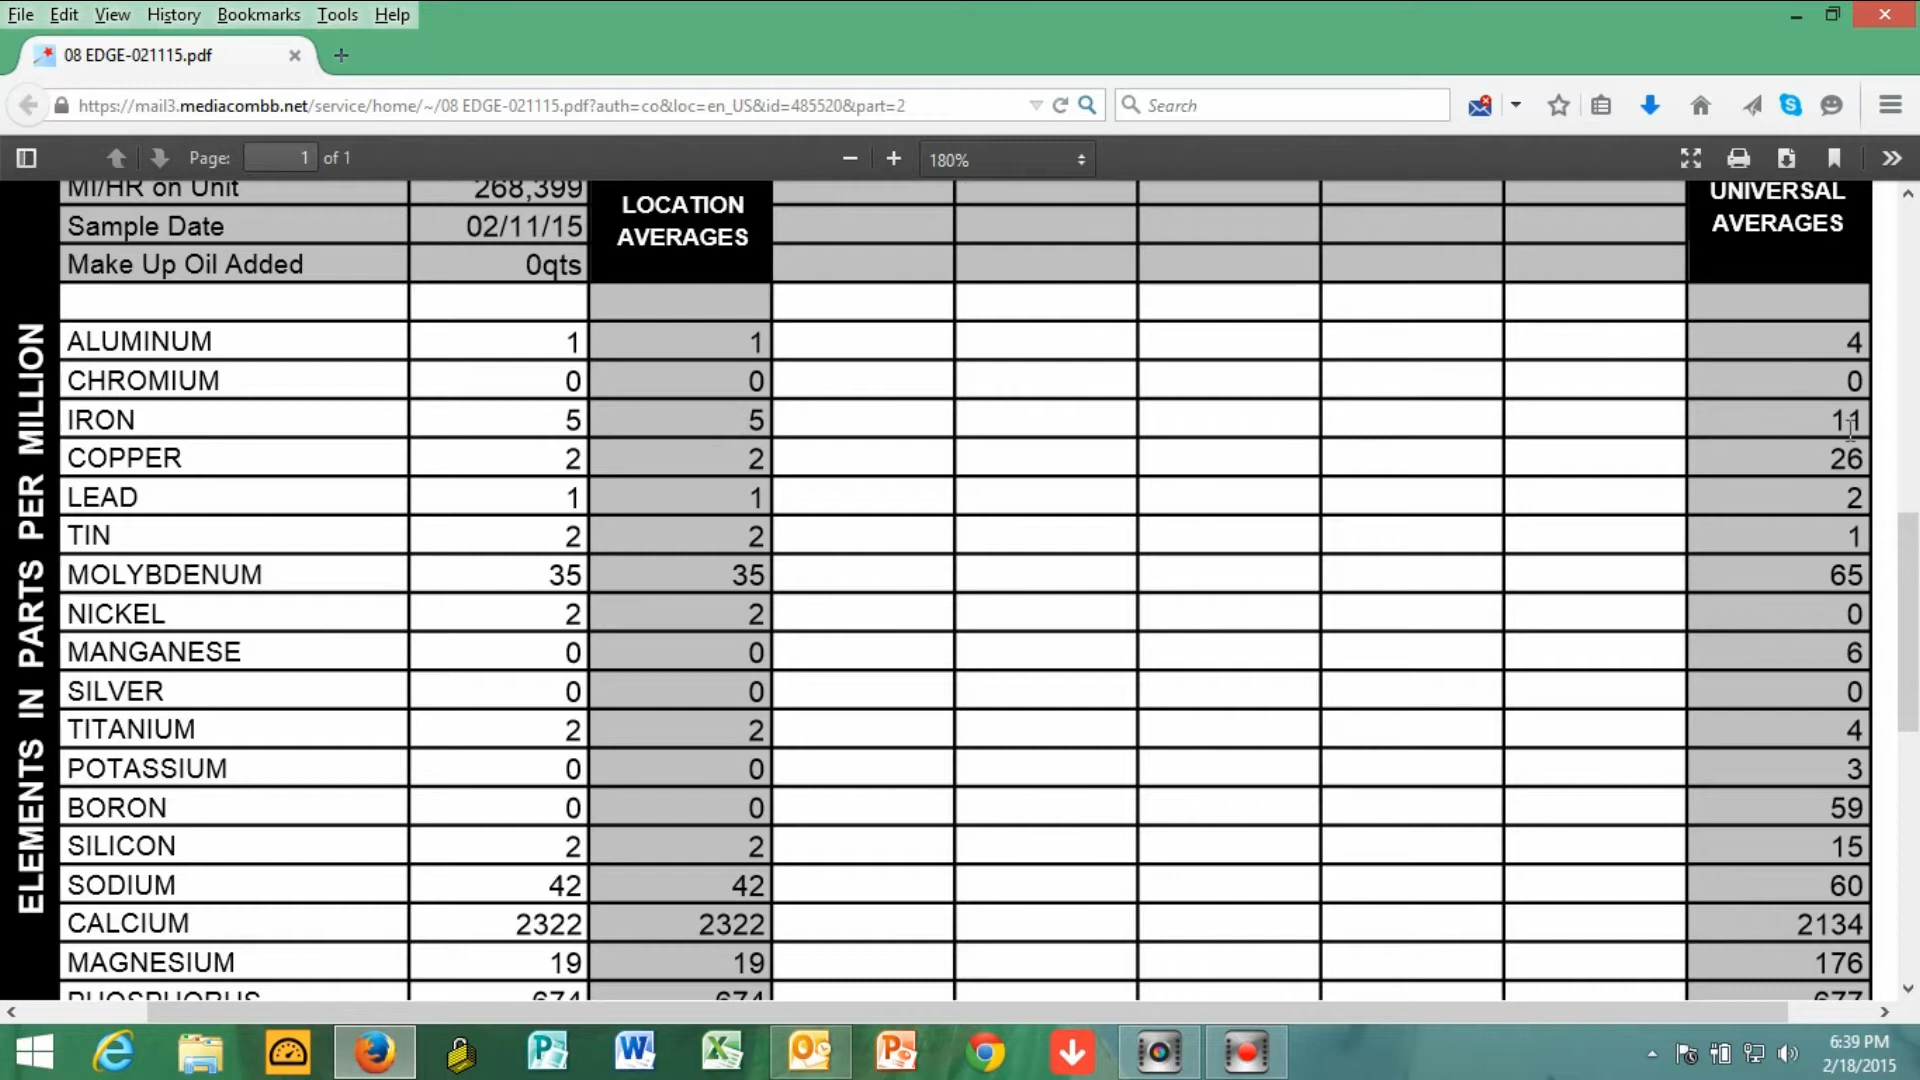 File Edit View History Bookmarks Tools Help
08 EDGE-021115.pdf
https://mail3.mediacombb.net/service/home/~/08 EDGE-021115.pdf?auth=co&loc=en_US&id=485520&part=2
Search
Page: 1 of 1
180%
MI/HR on Unit 268,399
LOCATION AVERAGES
UNIVERSAL AVERAGES
Sample Date 02/11/15
Make Up Oil Added 0qts
ELEMENTS IN PARTS PER MILLION
ALUMINUM 1 1 4
CHROMIUM 0 0 0
IRON 5 5 11
COPPER 2 2 26
LEAD 1 1 2
TIN 2 2 1
MOLYBDENUM 35 35 65
NICKEL 2 2 0
MANGANESE 0 0 6
SILVER 0 0 0
TITANIUM 2 2 4
POTASSIUM 0 0 3
BORON 0 0 59
SILICON 2 2 15
SODIUM 42 42 60
CALCIUM 2322 2322 2134
MAGNESIUM 19 19 176
PHOSPHORUS 674 674 677
6:39 PM
2/18/2015